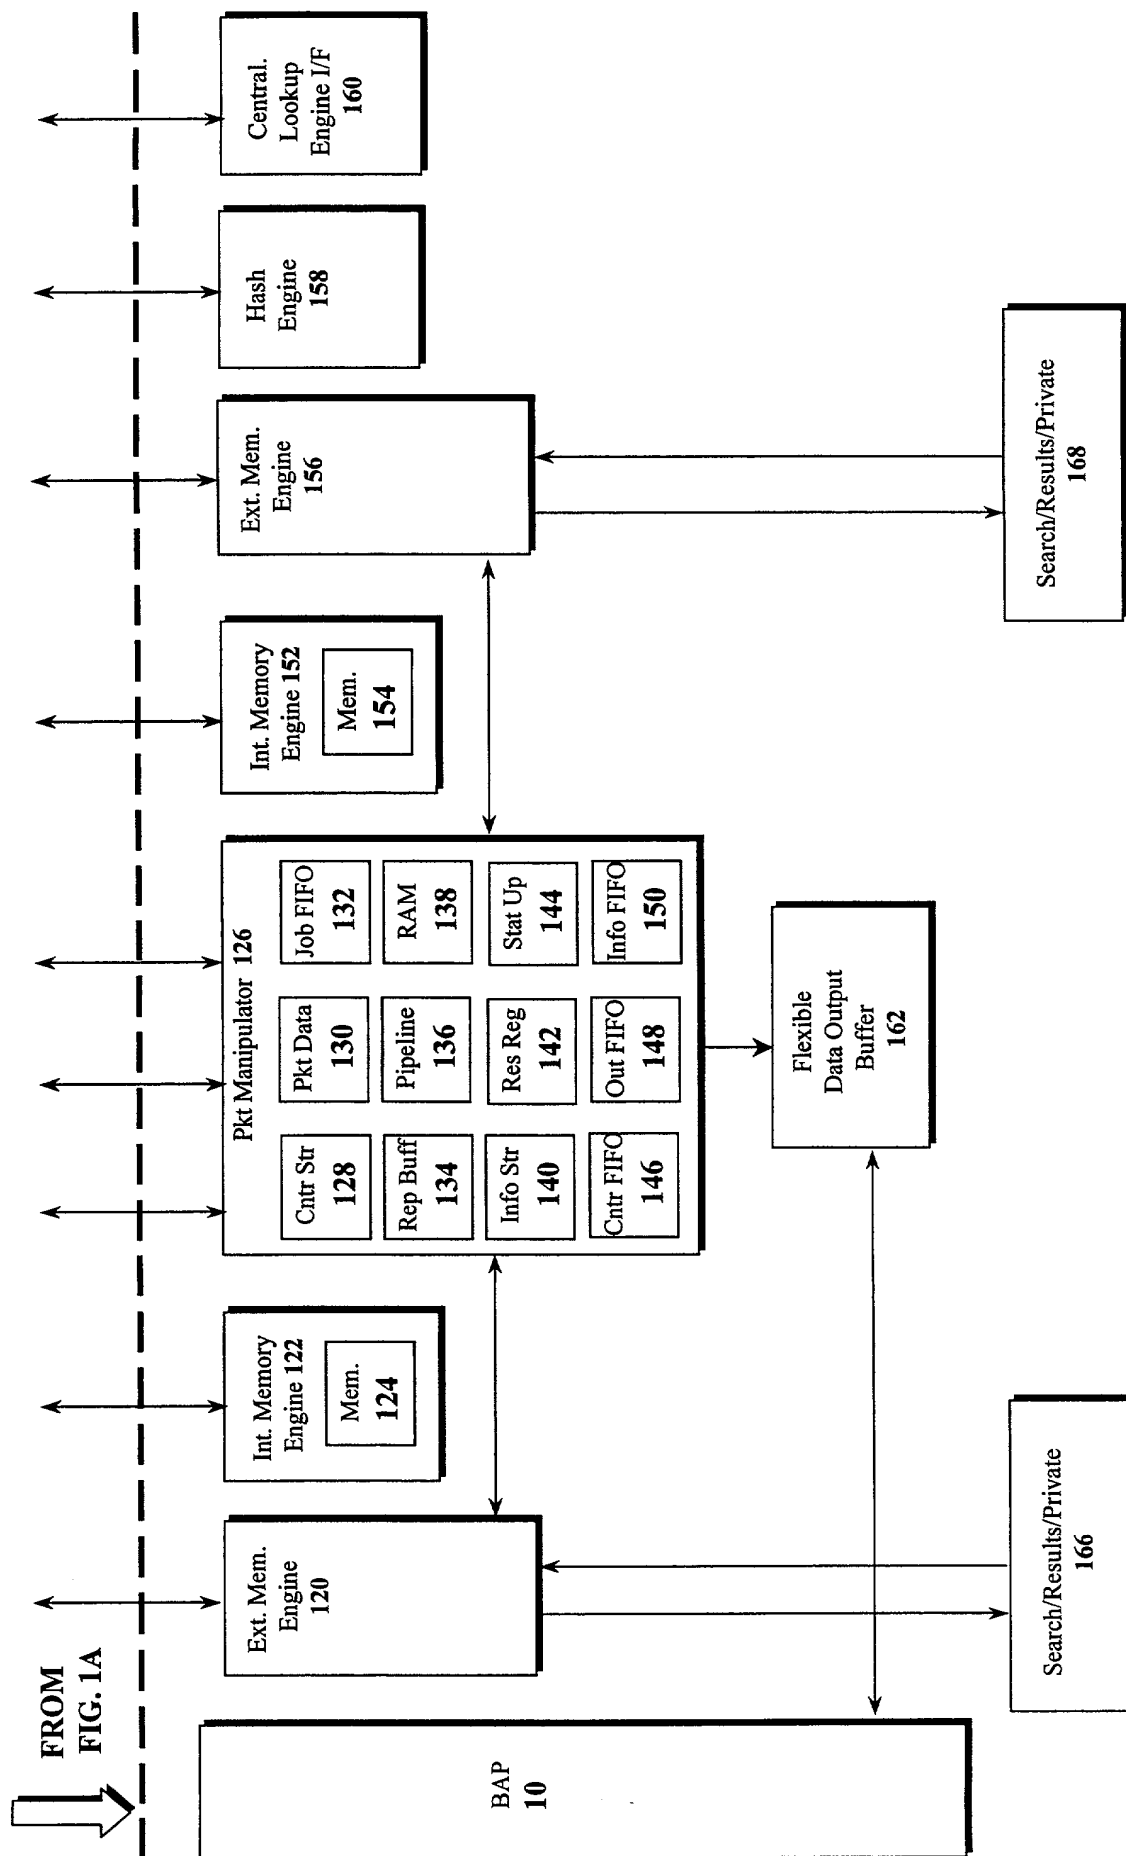 FROM
FIG. 1A
BAP
10
Ext. Mem.
Engine
120
Int. Memory
Engine 122
Mem.
124
Pkt Manipulator 126
Cntr Str
128
Pkt Data
130
Job FIFO
132
Rep Buff
134
Pipeline
136
RAM
138
Info Str
140
Res Reg
142
Stat Up
144
Cntr FIFO
146
Out FIFO
148
Info FIFO
150
Int. Memory
Engine 152
Mem.
154
Ext. Mem.
Engine
156
Hash
Engine
158
Central.
Lookup
Engine I/F
160
Flexible
Data Output
Buffer
162
Search/Results/Private
166
Search/Results/Private
168